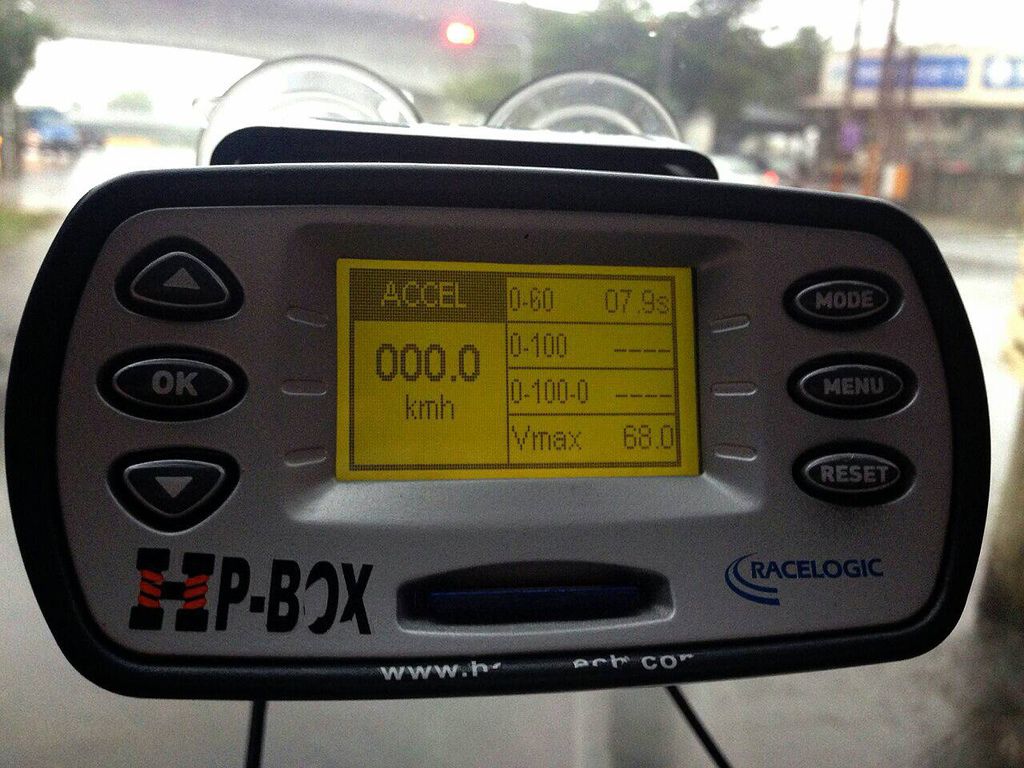 ACCEL
000.0
kmh
0-60 07.9s
0-100 ----
0-100-0 ----
Vmax 68.0
OK
MODE
MENU
RESET
HP-BOX
RACELOGIC